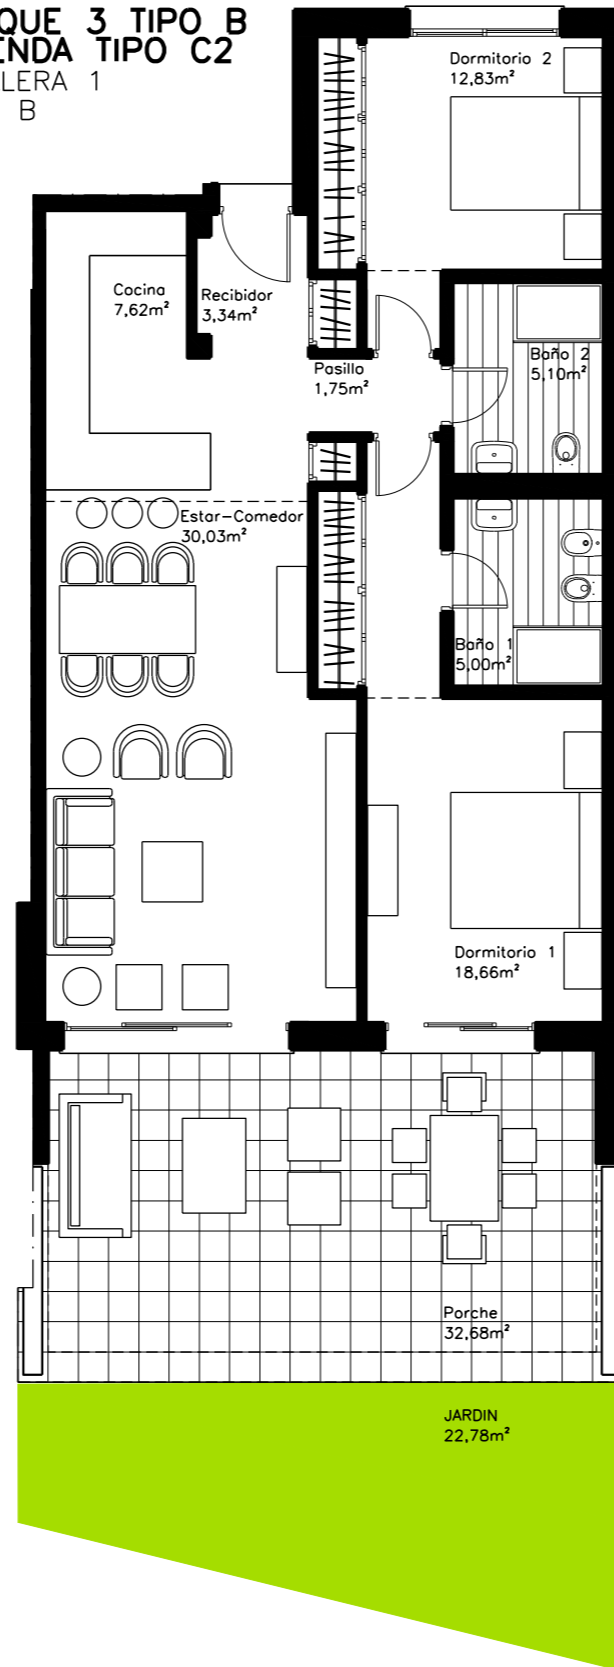 QUE 3 TIPO B
ENDA TIPO C2
LERA 1
B
Dormitorio 2
12,83m²
Cocina
7,62m²
Recibidor
3,34m²
Baño 2
5,10m²
Pasillo
1,75m²
Estar-Comedor
30,03m²
Baño 1
5,00m²
Dormitorio 1
18,66m²
Porche
32,68m²
JARDIN
22,78m²